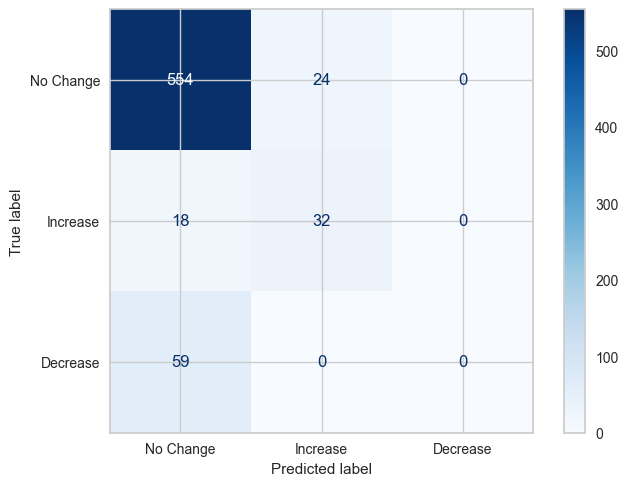 No Change
Increase
Decrease
True label
554 24 0
18 32 0
59 0 0
No Change Increase Decrease
Predicted label
500
400
300
200
100
0